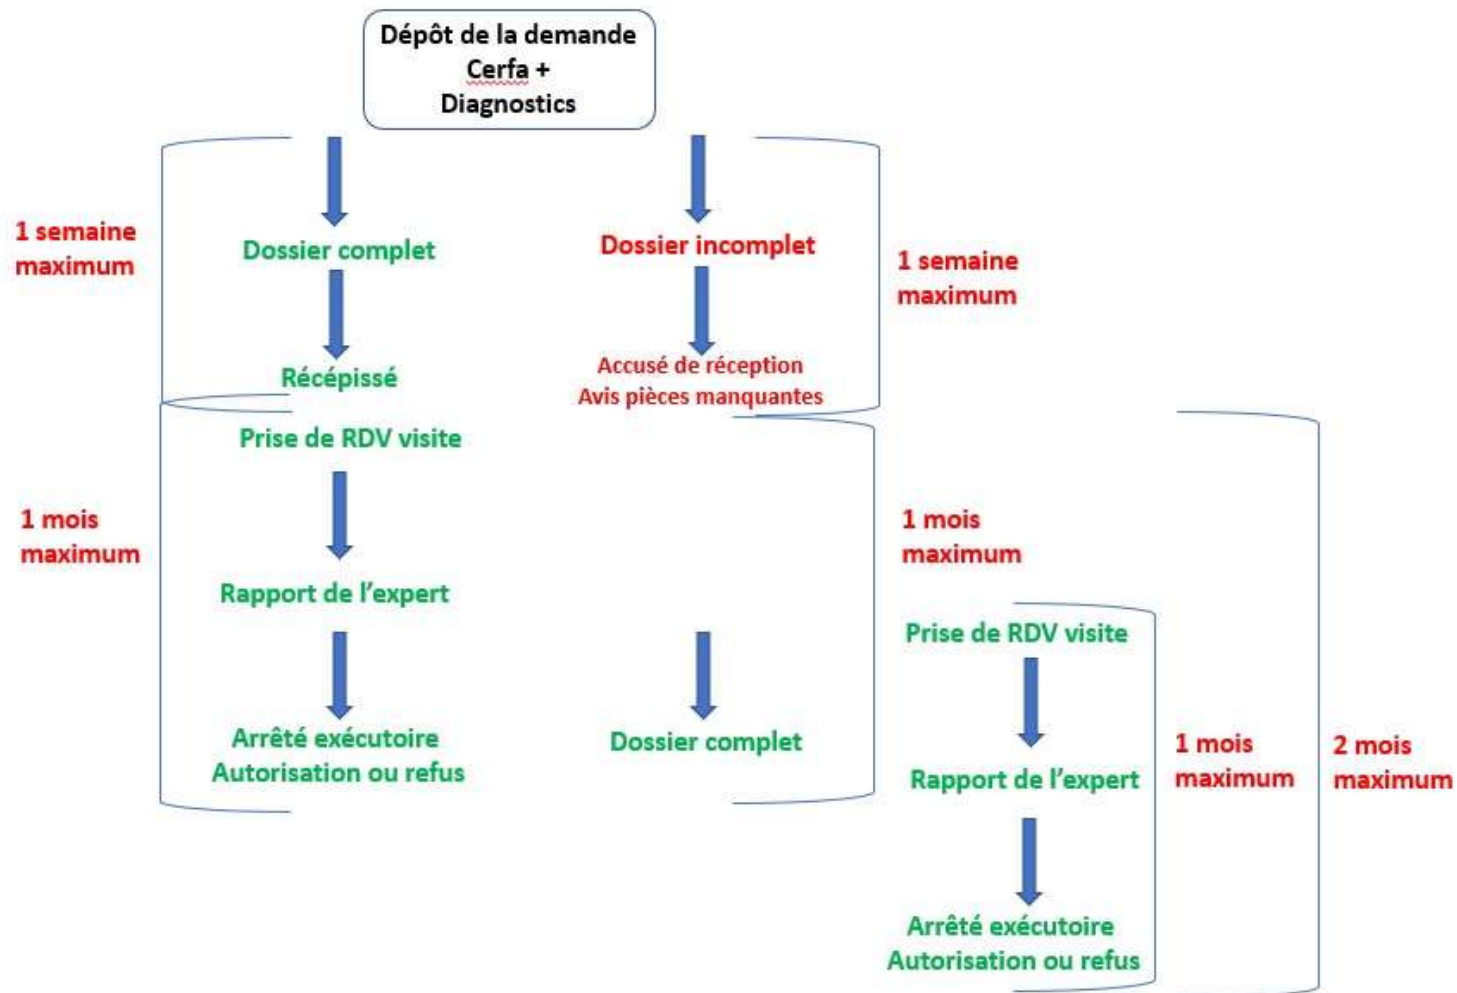 Dépôt de la demande
Cerfa +
Diagnostics
1 semaine
maximum
Dossier complet
Dossier incomplet
1 semaine
maximum
Récépissé
Accusé de réception
Avis pièces manquantes
Prise de RDV visite
1 mois
maximum
1 mois
maximum
Rapport de l'expert
Prise de RDV visite
Arrêté exécutoire
Autorisation ou refus
Dossier complet
Rapport de l'expert
1 mois
maximum
2 mois
maximum
Arrêté exécutoire
Autorisation ou refus